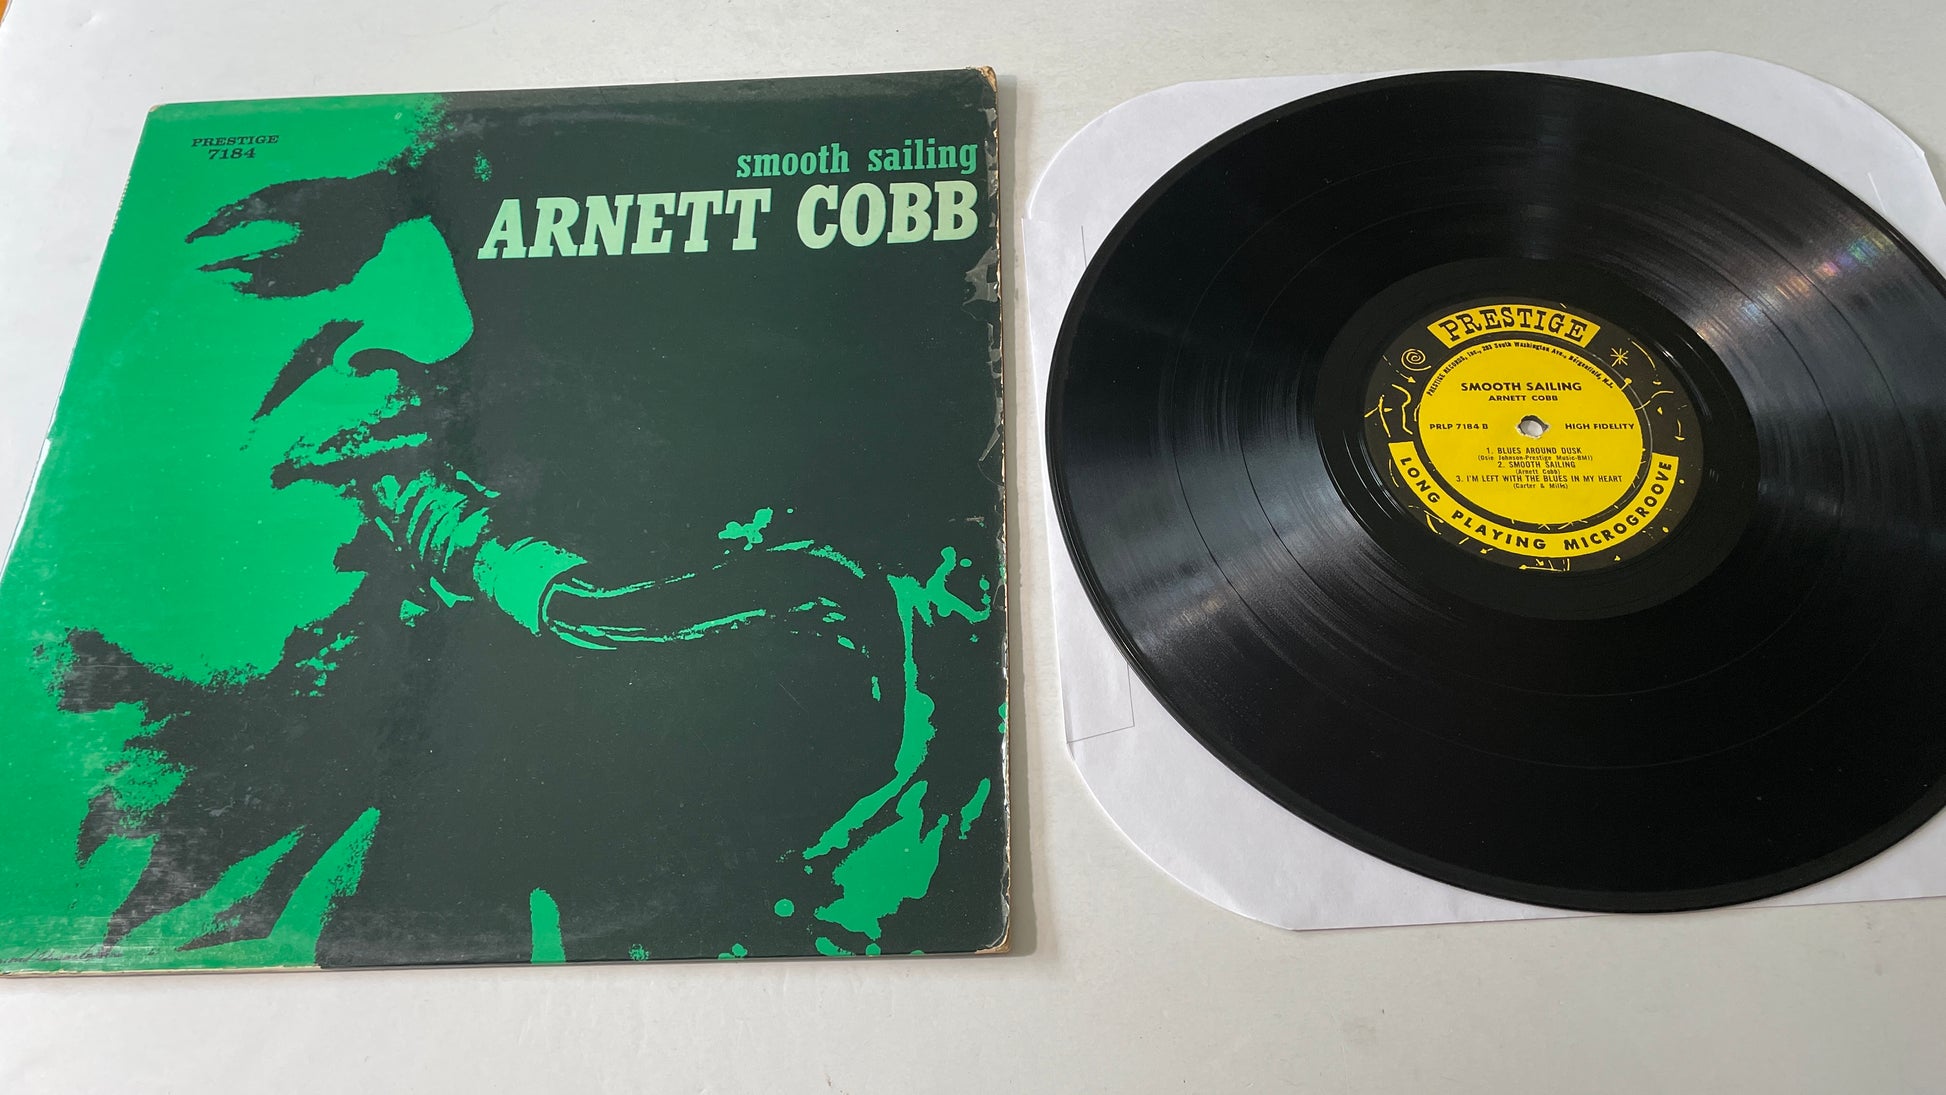 PRESTIGE
7184
smooth sailing
ARNETT COBB
PRESTIGE
PRESTIGE RECORDS, Inc., 203 South Washington Ave., Bergenfield, N.J.
SMOOTH SAILING
ARNETT COBB
PRLP 7184 B
HIGH FIDELITY
1. BLUES AROUND DUSK
(Osie Johnson-Prestige Music-BMI)
2. SMOOTH SAILING
(Arnett Cobb)
3. I'M LEFT WITH THE BLUES IN MY HEART
(Carter & Mills)
LONG PLAYING MICROGROOVE